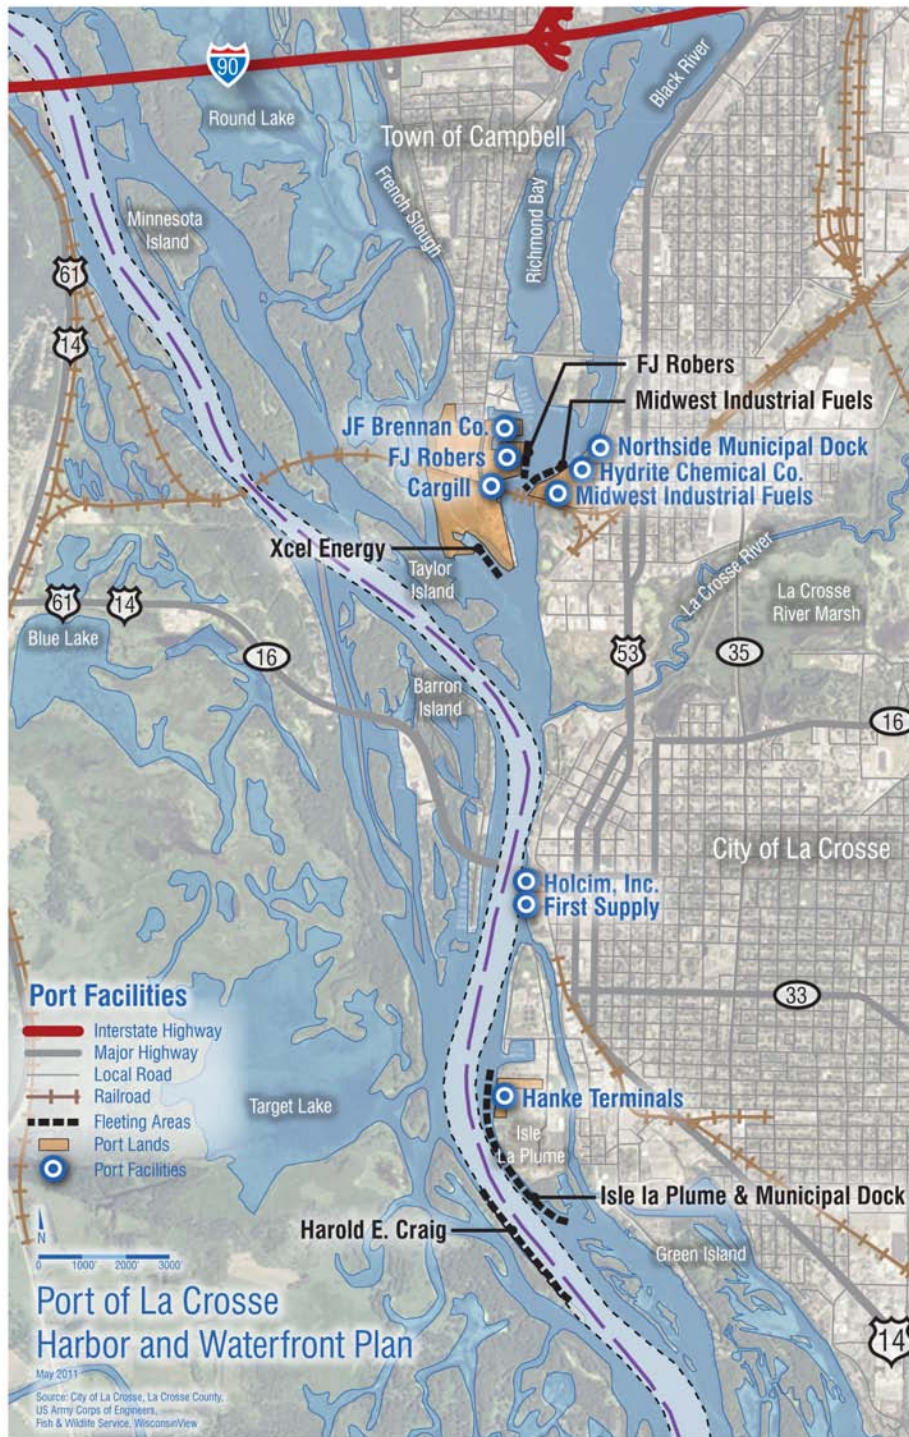 90
Round Lake
Town of Campbell
Black River
French Slough
Richmond Bay
Minnesota
Island
61
14
FJ Robers
Midwest Industrial Fuels
JF Brennan Co.
FJ Robers
Cargill
Northside Municipal Dock
Hydrite Chemical Co.
Midwest Industrial Fuels
Xcel Energy
Taylor
Island
La Crosse River
La Crosse
River Marsh
61
14
Blue Lake
16
53
35
Barron
Island
16
City of La Crosse
Holcim, Inc.
First Supply
33
Port Facilities
Interstate Highway
Major Highway
Local Road
Railroad
Fleeting Areas
Port Lands
Port Facilities
Target Lake
Hanke Terminals
Isle
La Plume
Isle la Plume & Municipal Dock
Harold E. Craig
Green Island
14
N
0 1000' 2000' 3000'
Port of La Crosse
Harbor and Waterfront Plan
May 2011
Source: City of La Crosse, La Crosse County,
US Army Corps of Engineers,
Fish & Wildlife Service, WisconsinView